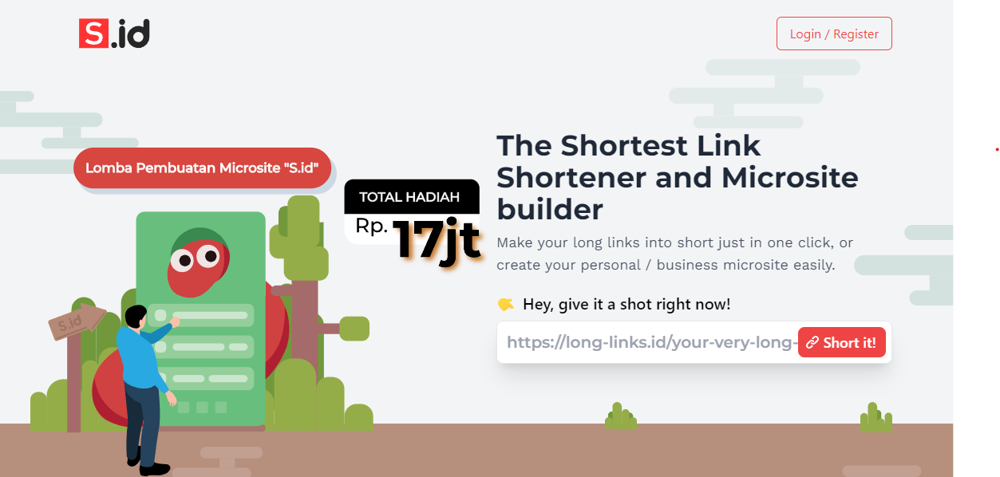 S.id
Login / Register
Lomba Pembuatan Microsite "S.id"
TOTAL HADIAH
Rp. 17jt
S.id
The Shortest Link
Shortener and Microsite
builder
Make your long links into short just in one click, or
create your personal / business microsite easily.
Hey, give it a shot right now!
https://long-links.id/your-very-long-
Short it!